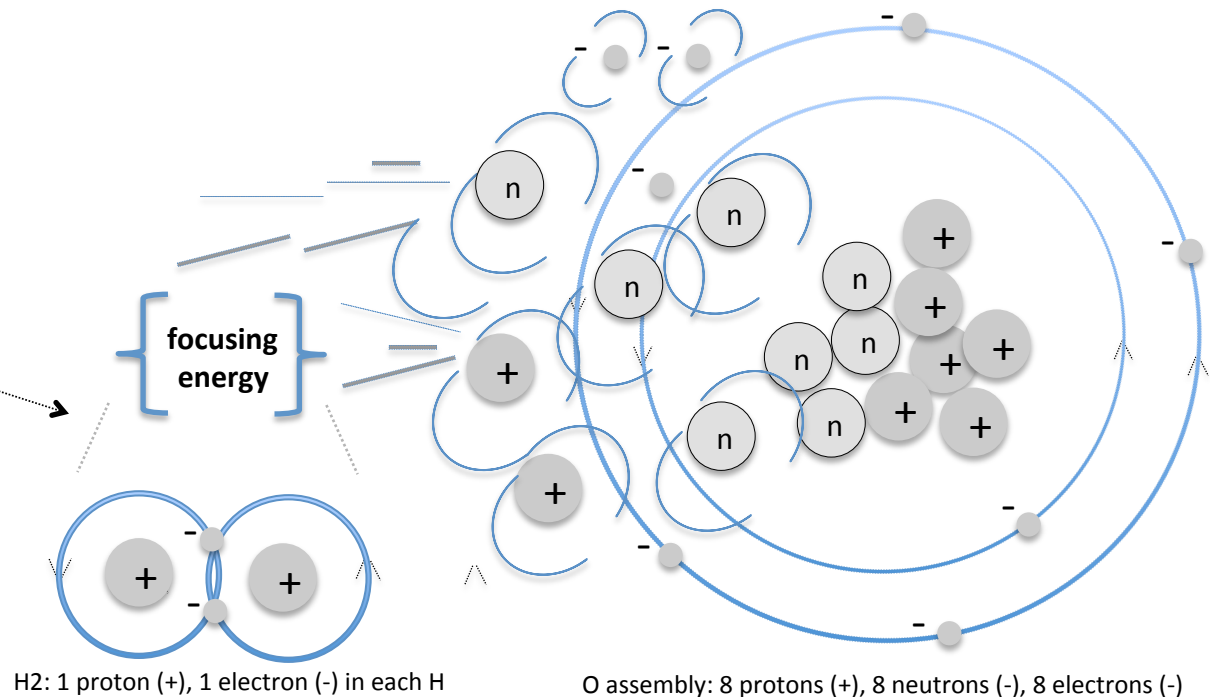 -
- -
n
-
n
+
-
n
n
+
n
+
n
+
+
+
n
+
n
n
+
+
-
-
-
focusing
energy
-
+ +
-
H2: 1 proton (+), 1 electron (-) in each H
O assembly: 8 protons (+), 8 neutrons (-), 8 electrons (-)